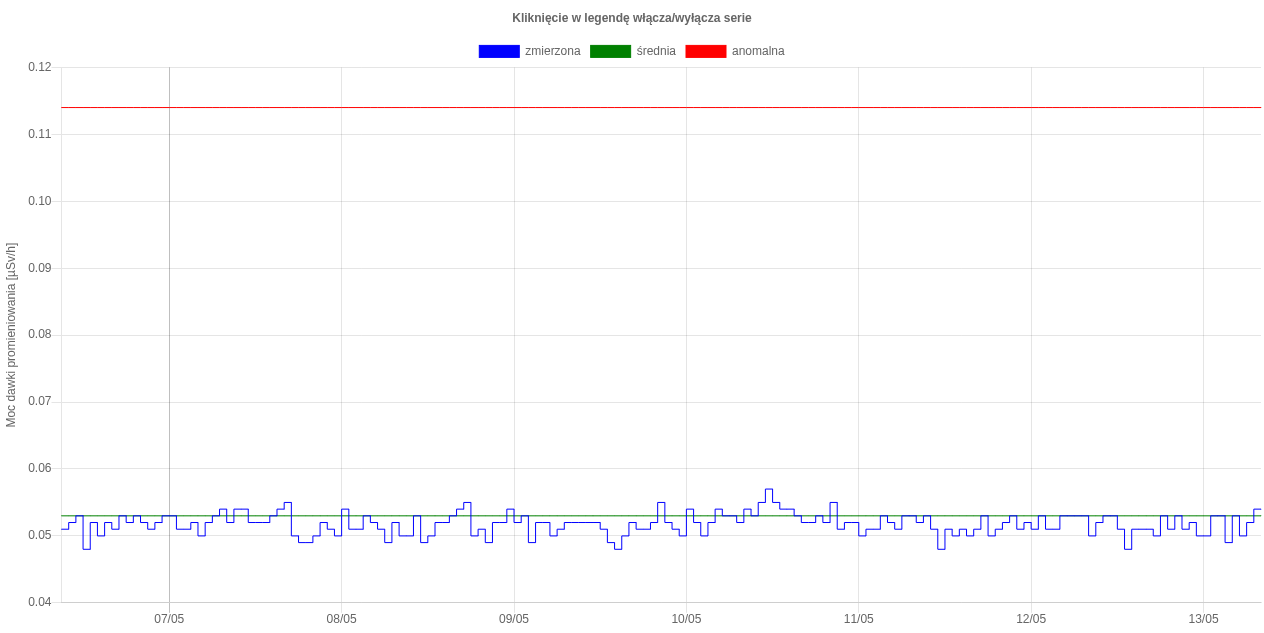 Kliknięcie w legendę włącza/wyłącza serie
zmierzona średnia anomalna
Moc dawki promieniowania [µSv/h]
0.12
0.11
0.10
0.09
0.08
0.07
0.06
0.05
0.04
07/05 08/05 09/05 10/05 11/05 12/05 13/05